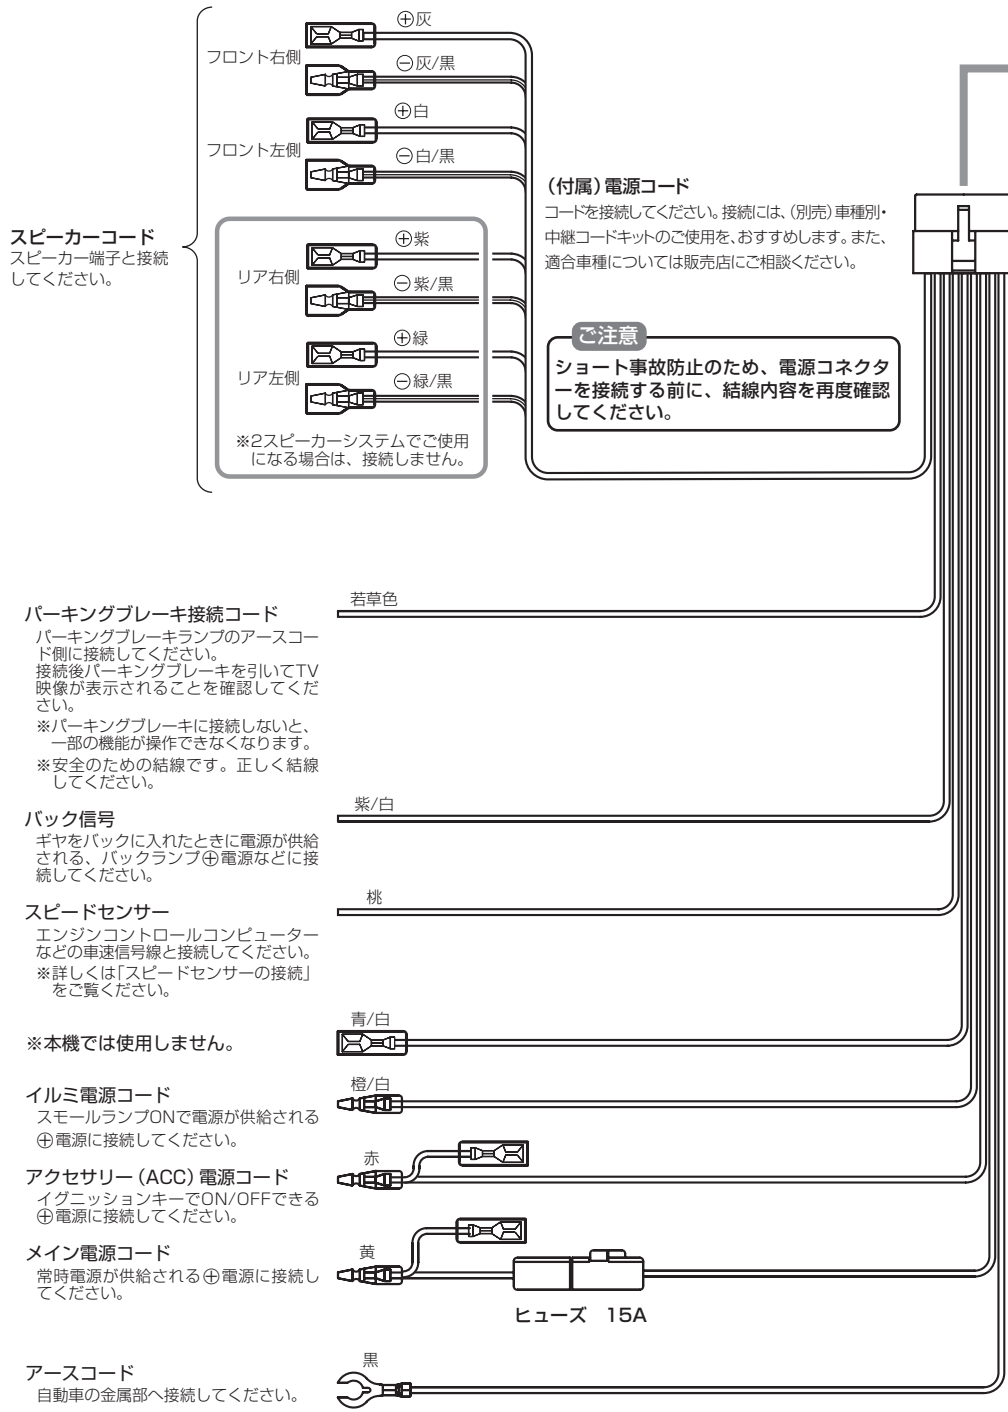 ⊕灰
フロント右側
⊖灰/黒
⊕白
フロント左側
⊖白/黒
スピーカーコード
スピーカー端子と接続
してください。
⊕紫
リア右側
⊖紫/黒
⊕緑
リア左側
⊖緑/黒
※2スピーカーシステムでご使用
になる場合は、接続しません。
(付属)電源コード
コードを接続してください。接続には、(別売)車種別・
中継コードキットのご使用を、おすすめします。また、
適合車種については販売店にご相談ください。
ご注意
ショート事故防止のため、電源コネクタ
ーを接続する前に、結線内容を再度確認
してください。
若草色
パーキングブレーキ接続コード
パーキングブレーキランプのアースコー
ド側に接続してください。
接続後パーキングブレーキを引いてTV
映像が表示されることを確認してくだ
さい。
※パーキングブレーキに接続しないと、
一部の機能が操作できなくなります。
※安全のための結線です。正しく結線
してください。
紫/白
バック信号
ギヤをバックに入れたときに電源が供給
される、バックランプ⊕電源などに接
続してください。
桃
スピードセンサー
エンジンコントロールコンピューター
などの車速信号線と接続してください。
※詳しくは「スピードセンサーの接続」
をご覧ください。
青/白
※本機では使用しません。
橙/白
イルミ電源コード
スモールランプONで電源が供給される
⊕電源に接続してください。
赤
アクセサリー(ACC)電源コード
イグニッションキーでON/OFFできる
⊕電源に接続してください。
黄
メイン電源コード
常時電源が供給される⊕電源に接続し
てください。
ヒューズ 15A
黒
アースコード
自動車の金属部へ接続してください。